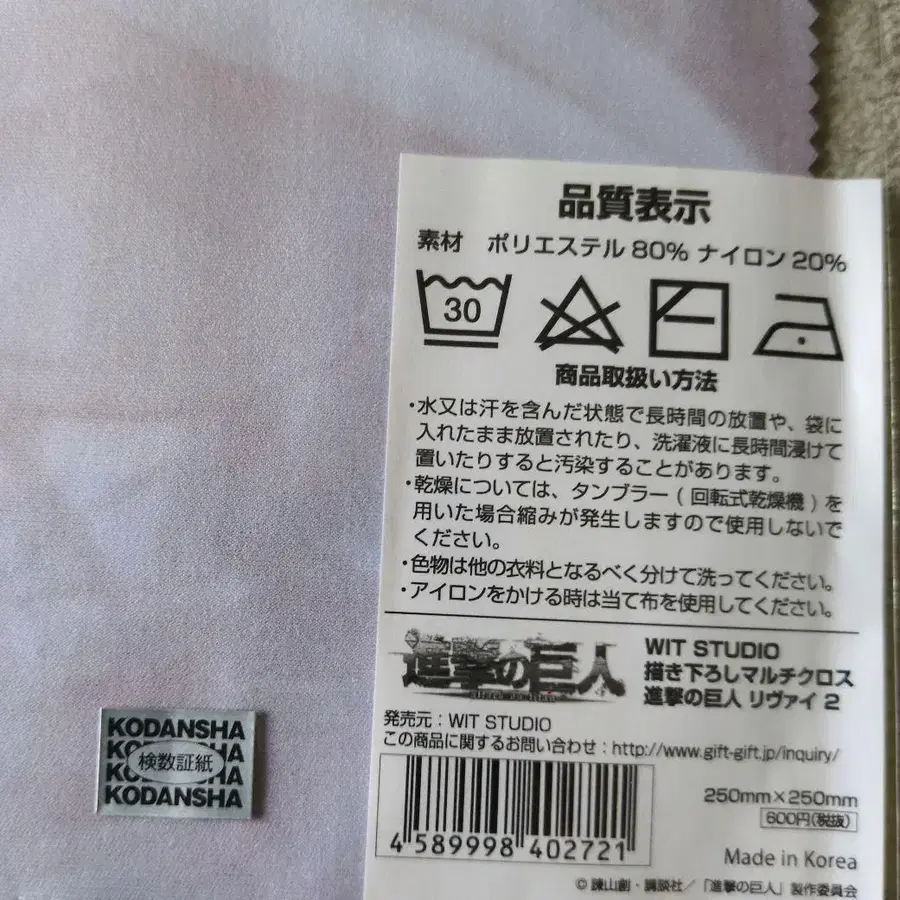 品質表示
素材 ポリエステル 80% ナイロン 20%
30
商品取扱い方法
・水又は汗を含んだ状態で長時間の放置や、袋に
入れたまま放置されたり、洗濯液に長時間浸けて
置いたりすると汚染することがあります。
・乾燥については、タンブラー ( 回転式乾燥機 ) を
用いた場合縮みが発生しますので使用しないで
ください。
・色物は他の衣料となるべく分けて洗ってください。
・アイロンをかける時は当て布を使用してください。
進撃の巨人
attack on titan
WIT STUDIO
描き下ろしマルチクロス
進撃の巨人 リヴァイ 2
発売元 : WIT STUDIO
この商品に関するお問い合わせ : http://www.gift-gift.jp/inquiry/
4 589998 402721
250mm×250mm
600円(税抜)
Made in Korea
© 諫山創・講談社/「進撃の巨人」製作委員会
KODANSHA
検数証紙
KODANSHA